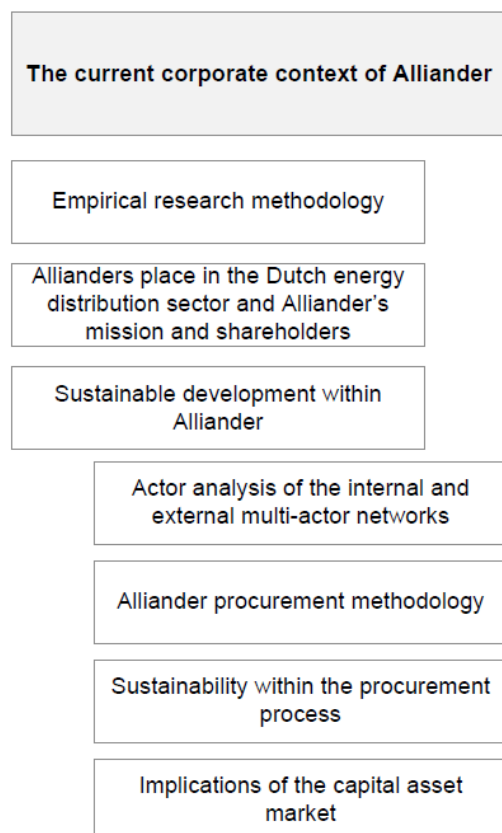 The current corporate context of Alliander
Empirical research methodology
Allianders place in the Dutch energy
distribution sector and Alliander's
mission and shareholders
Sustainable development within
Alliander
Actor analysis of the internal and
external multi-actor networks
Alliander procurement methodology
Sustainability within the procurement
process
Implications of the capital asset
market